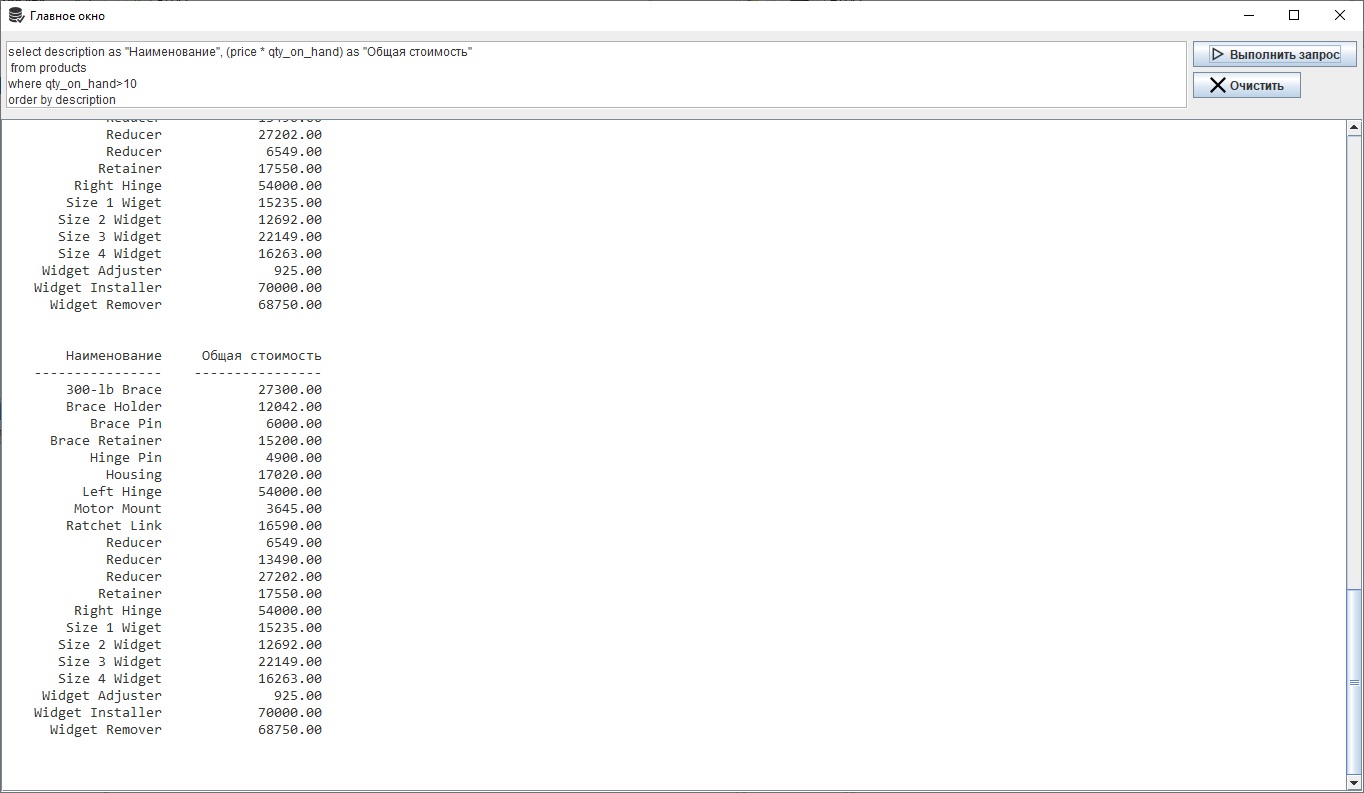 Главное окно
select description as "Наименование", (price * qty_on_hand) as "Общая стоимость"
from products
where qty_on_hand>10
order by description
Выполнить запрос
Очистить
Reducer 27202.00
Reducer 6549.00
Retainer 17550.00
Right Hinge 54000.00
Size 1 Wiget 15235.00
Size 2 Widget 12692.00
Size 3 Widget 22149.00
Size 4 Widget 16263.00
Widget Adjuster 925.00
Widget Installer 70000.00
Widget Remover 68750.00
Наименование Общая стоимость
---------------- ----------------
300-lb Brace 27300.00
Brace Holder 12042.00
Brace Pin 6000.00
Brace Retainer 15200.00
Hinge Pin 4900.00
Housing 17020.00
Left Hinge 54000.00
Motor Mount 3645.00
Ratchet Link 16590.00
Reducer 6549.00
Reducer 13490.00
Reducer 27202.00
Retainer 17550.00
Right Hinge 54000.00
Size 1 Wiget 15235.00
Size 2 Widget 12692.00
Size 3 Widget 22149.00
Size 4 Widget 16263.00
Widget Adjuster 925.00
Widget Installer 70000.00
Widget Remover 68750.00